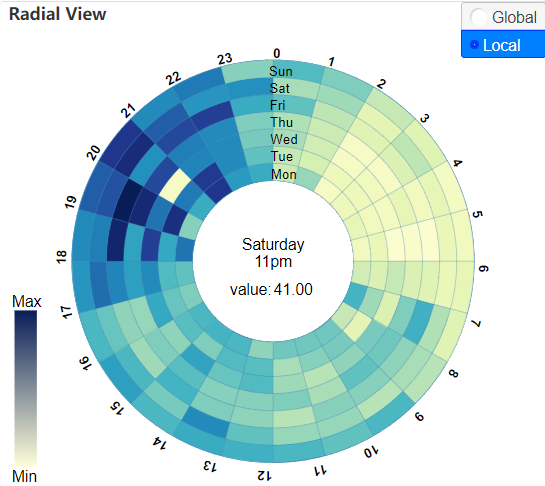 Radial View
Global
Local
0
1
2
3
4
5
6
7
8
9
10
11
12
13
14
15
16
17
18
19
20
21
22
23
Sun
Sat
Fri
Thu
Wed
Tue
Mon
Saturday
11pm
value: 41.00
Max
Min